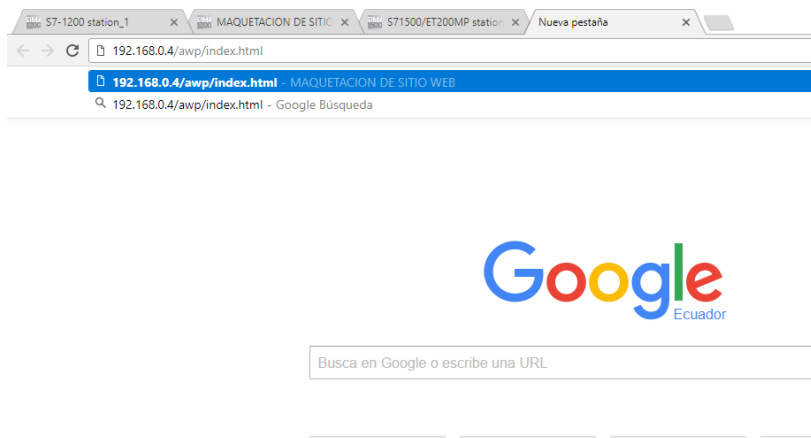 S7-1200 station_1
MAQUETACION DE SITIO
S71500/ET200MP station
Nueva pestaña
192.168.0.4/awp/index.html
192.168.0.4/awp/index.html - MAQUETACION DE SITIO WEB
192.168.0.4/awp/index.html - Google Búsqueda
Google
Ecuador
Busca en Google o escribe una URL